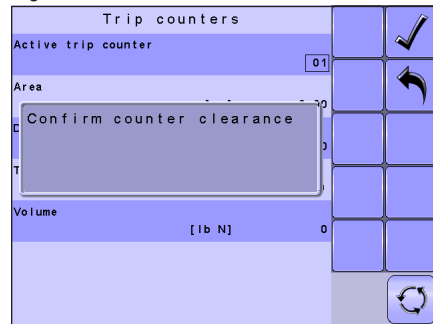 Trip counters
Active trip counter
01
Area
Confirm counter clearance
Volume
[lb N] 0